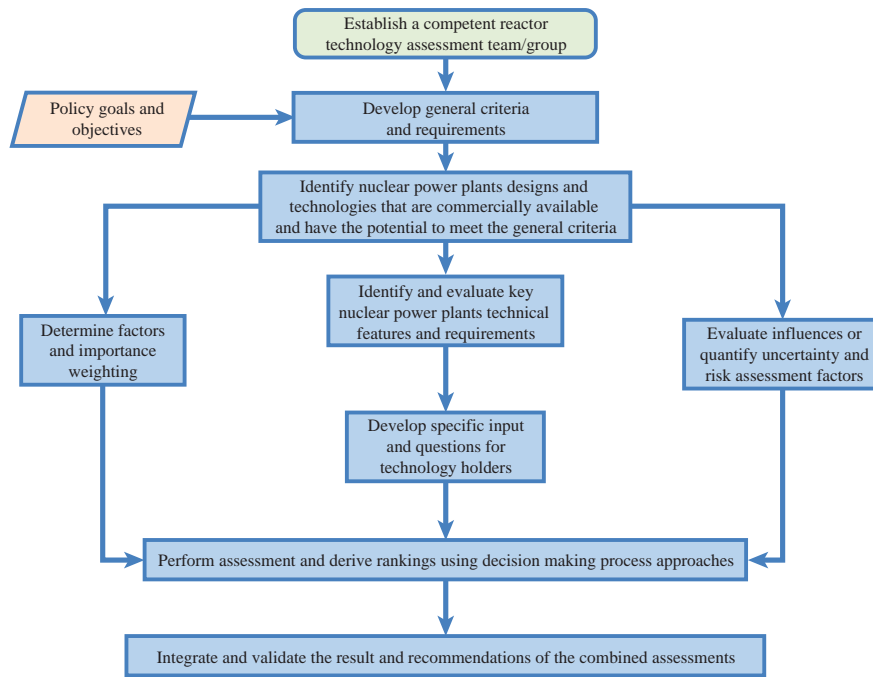 Establish a competent reactor
technology assessment team/group
Policy goals and
objectives
Develop general criteria
and requirements
Identify nuclear power plants designs and
technologies that are commercially available
and have the potential to meet the general criteria
Identify and evaluate key
nuclear power plants technical
features and requirements
Determine factors
and importance
weighting
Evaluate influences or
quantify uncertainty and
risk assessment factors
Develop specific input
and questions for
technology holders
Perform assessment and derive rankings using decision making process approaches
Integrate and validate the result and recommendations of the combined assessments